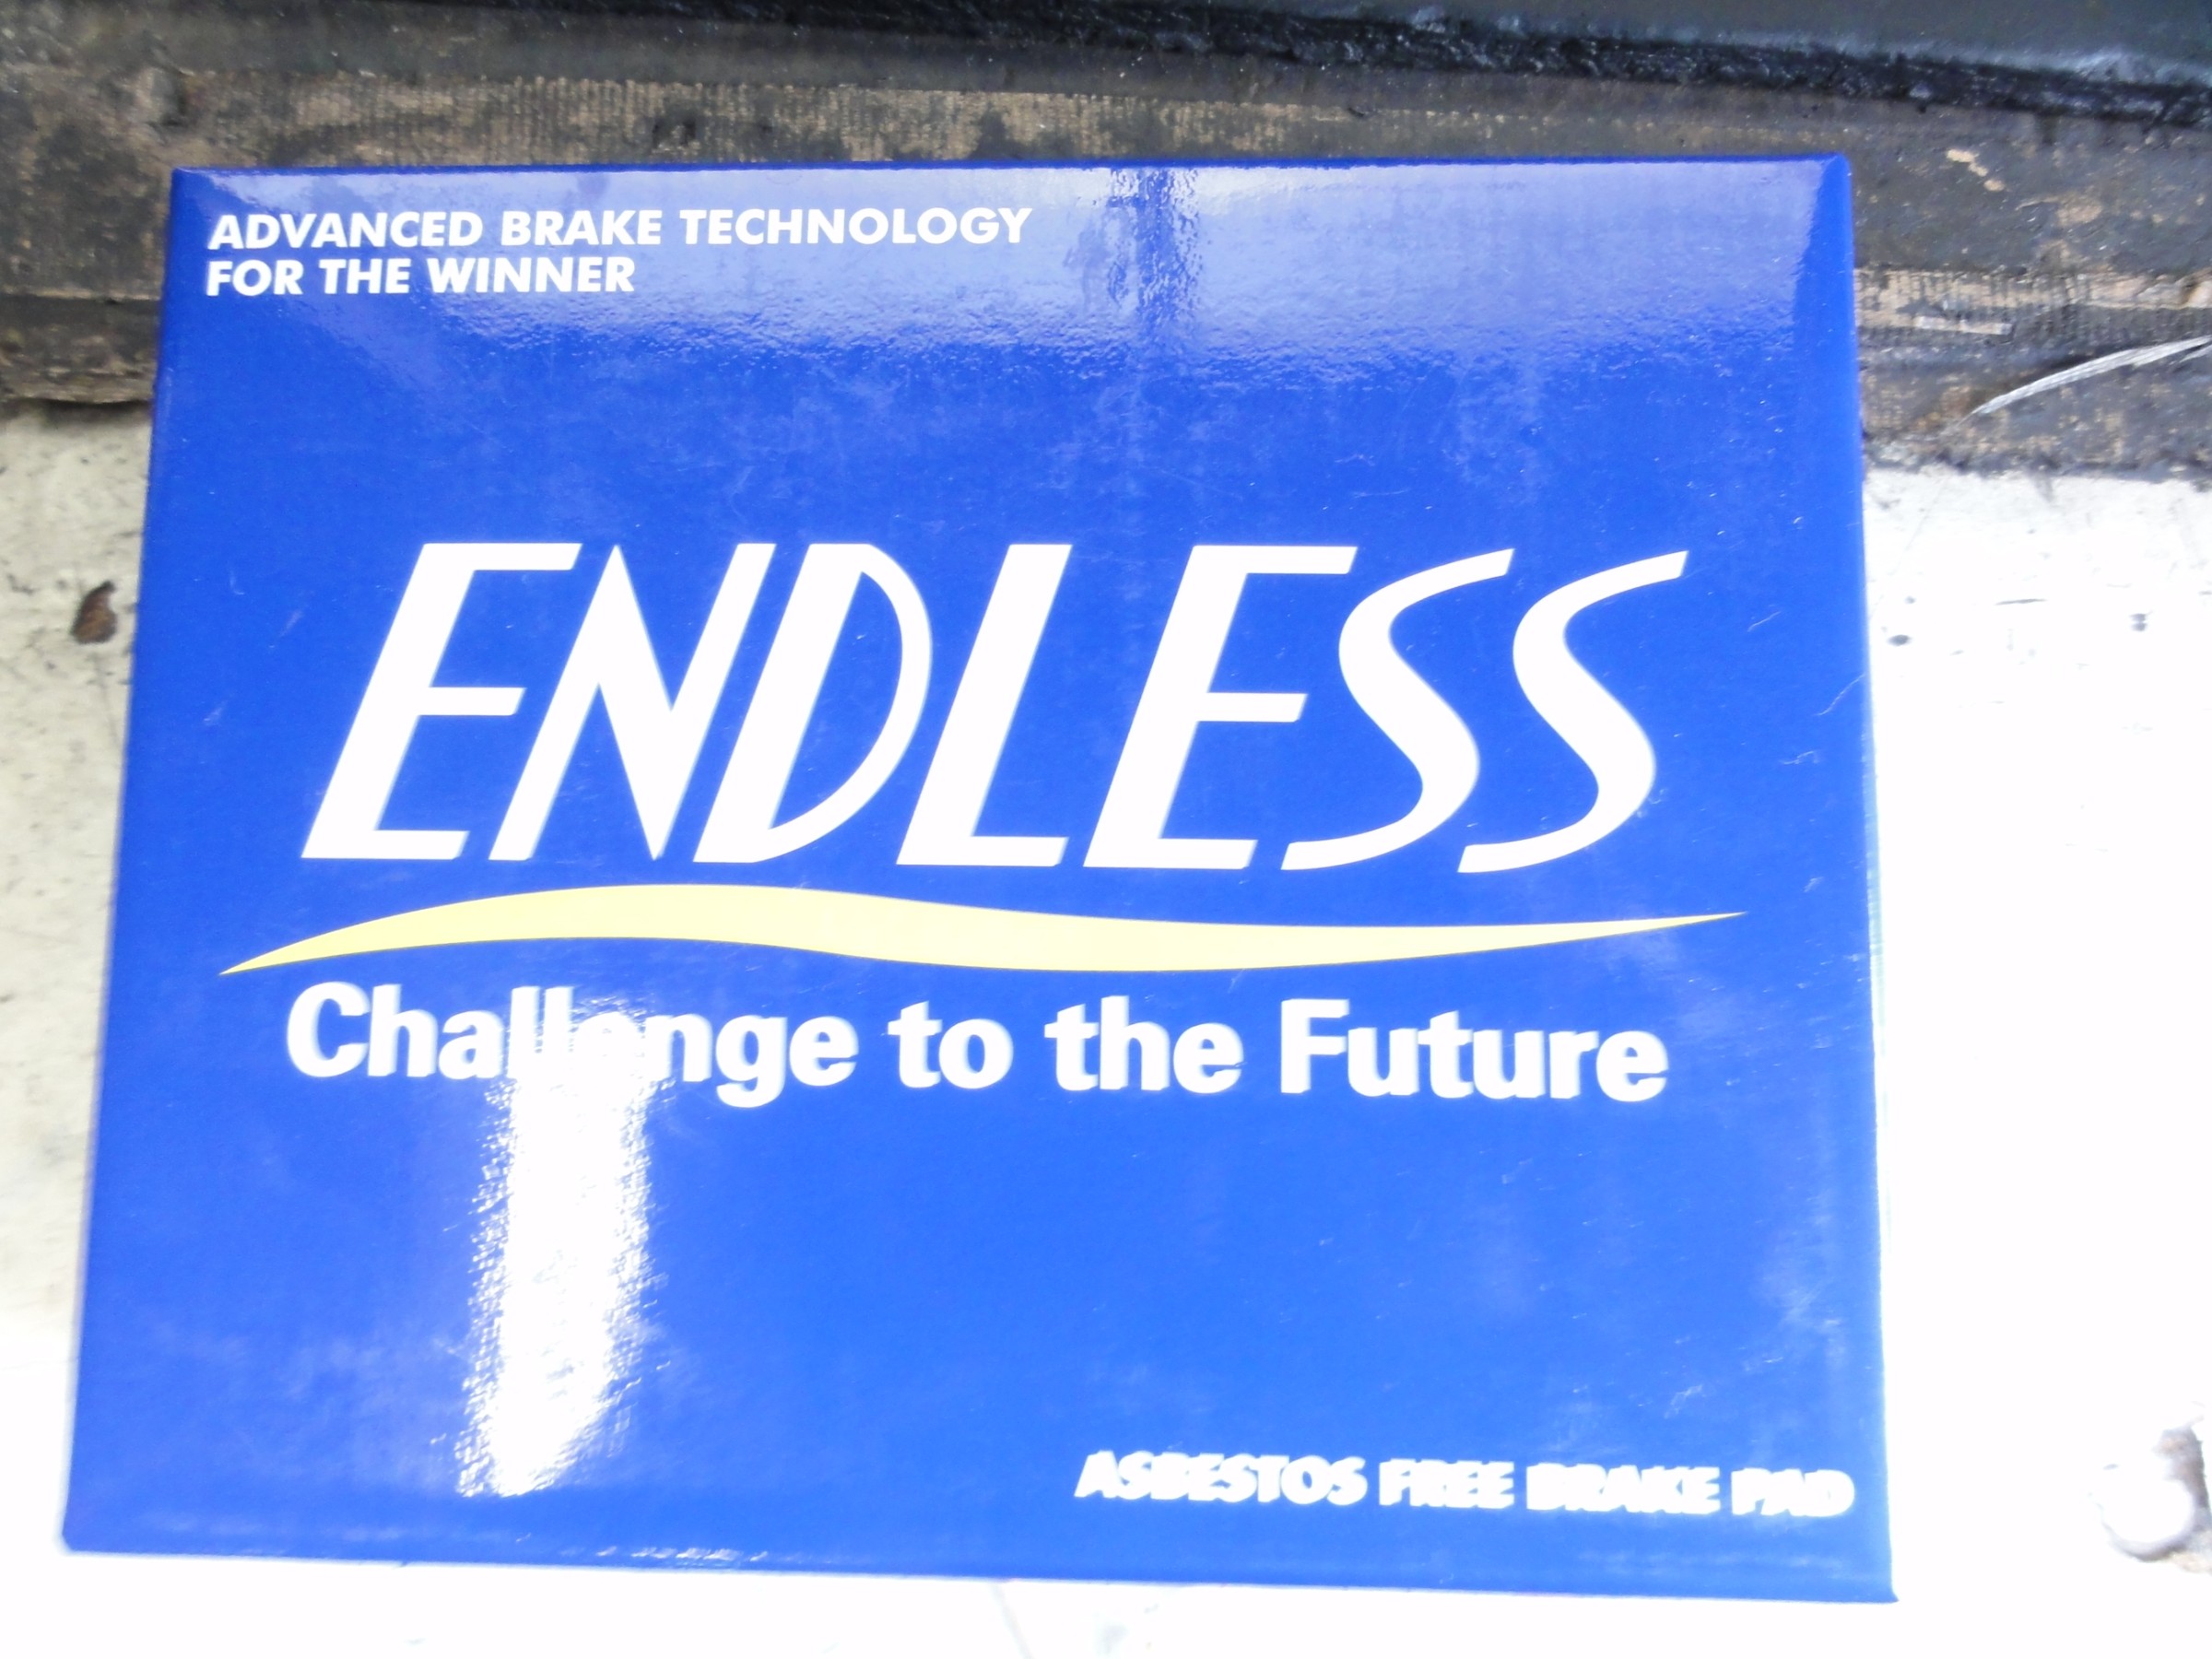 ADVANCED BRAKE TECHNOLOGY
FOR THE WINNER
ENDLESS
Challenge to the Future
ASBESTOS FREE BRAKE PAD